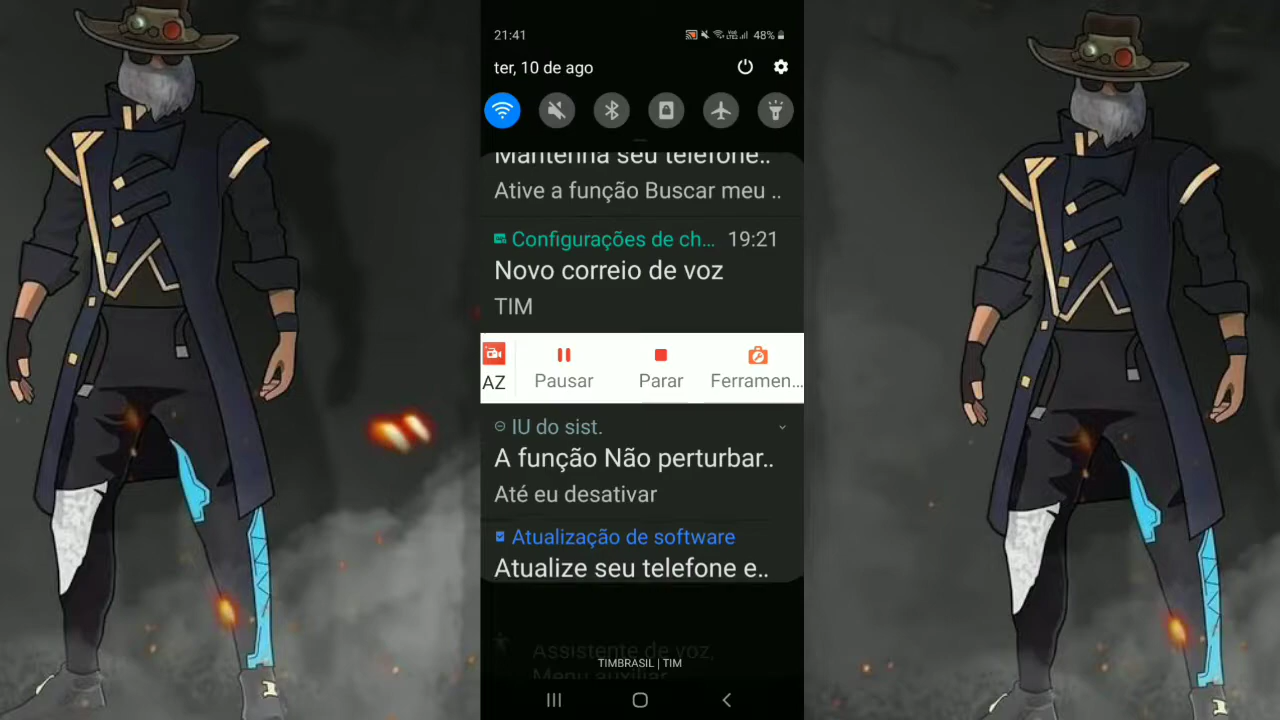 21:41
48%
ter, 10 de ago
Mantenha seu telefone..
Ative a função Buscar meu ..
Configurações de ch... 19:21
Novo correio de voz
TIM
AZ Pausar Parar Ferramen...
IU do sist.
A função Não perturbar..
Até eu desativar
Atualização de software
Atualize seu telefone e..
Assistente de voz,
TIMBRASIL | TIM
Menu auxiliar